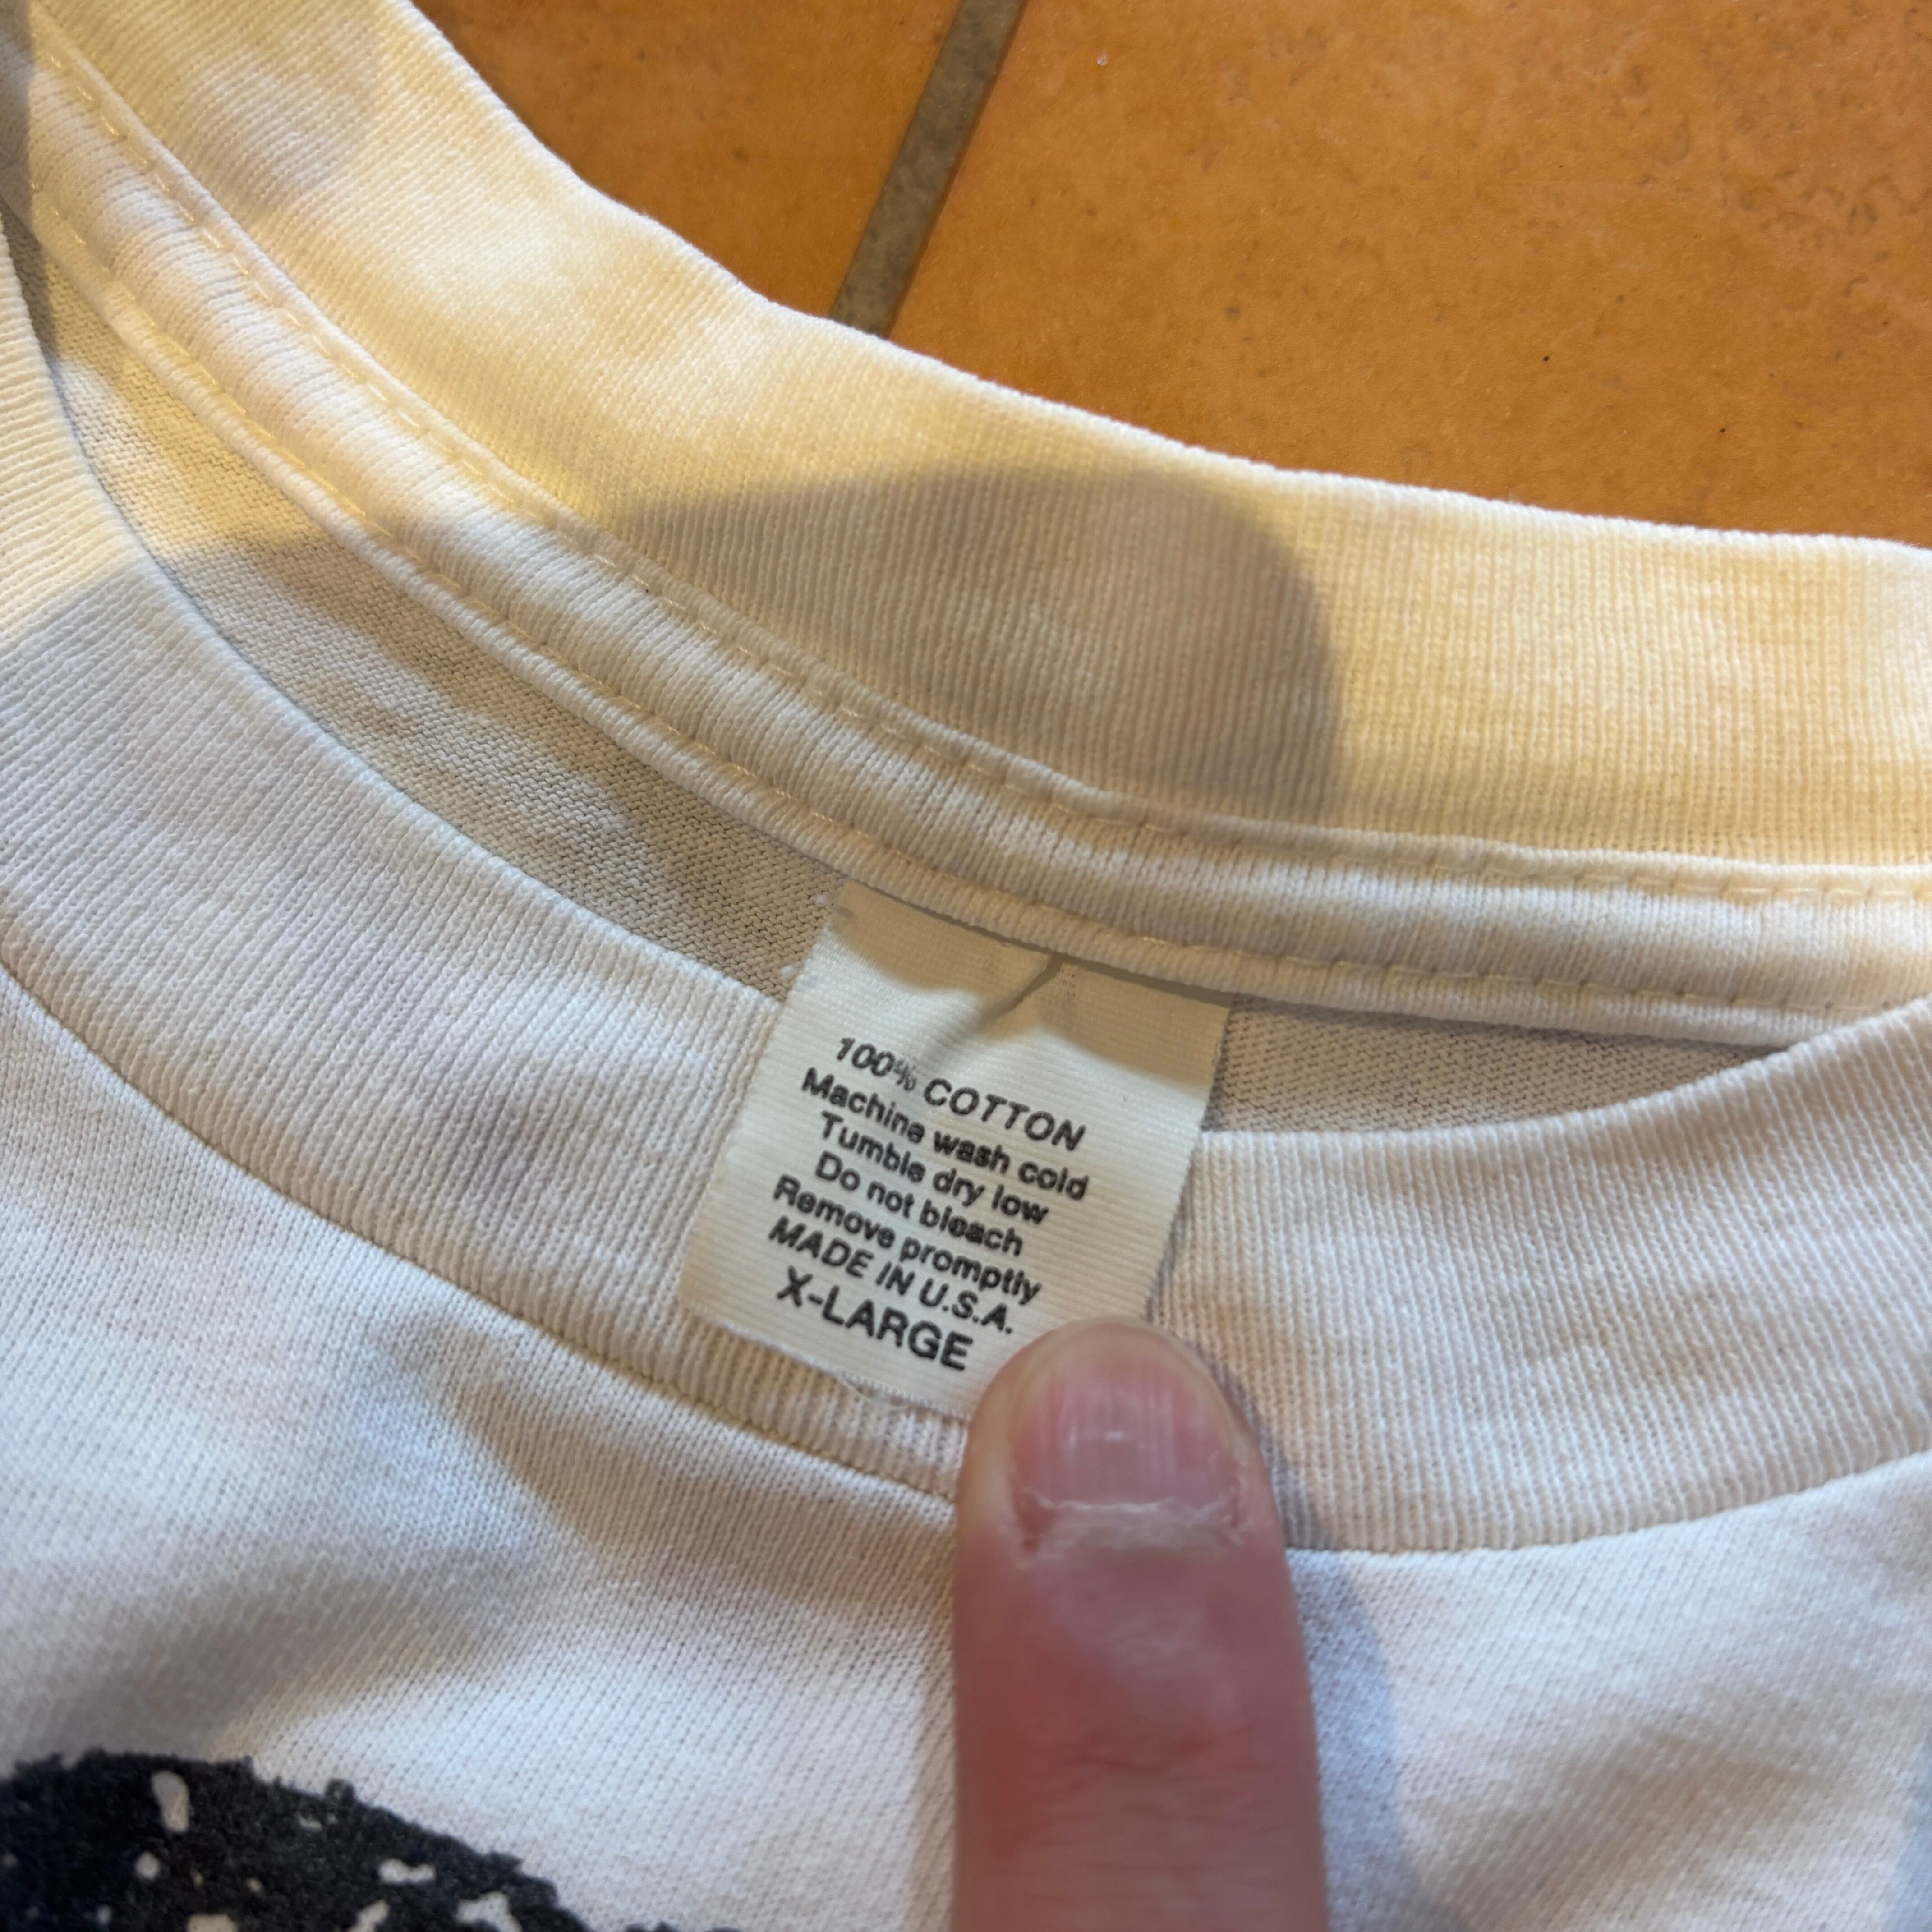 100% COTTON
Machine wash cold
Tumble dry low
Do not bleach
Remove promptly
MADE IN U.S.A.
X-LARGE